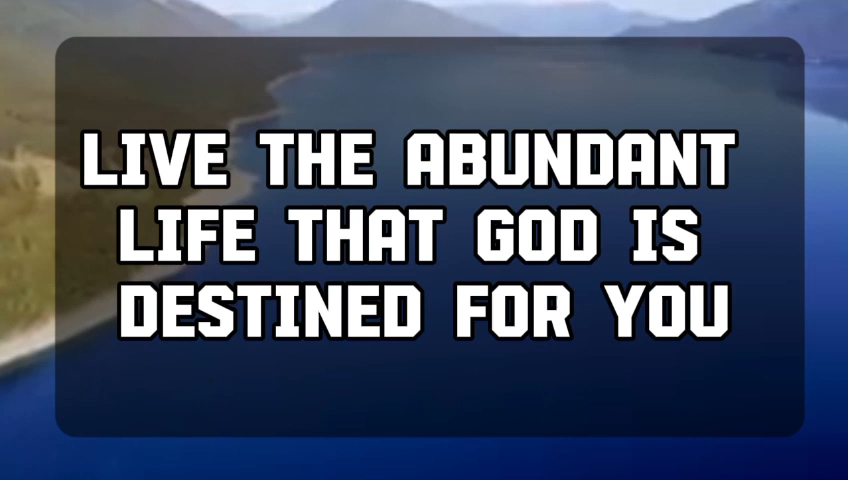 LIVE THE ABUNDANT
LIFE THAT GOD IS
DESTINED FOR YOU